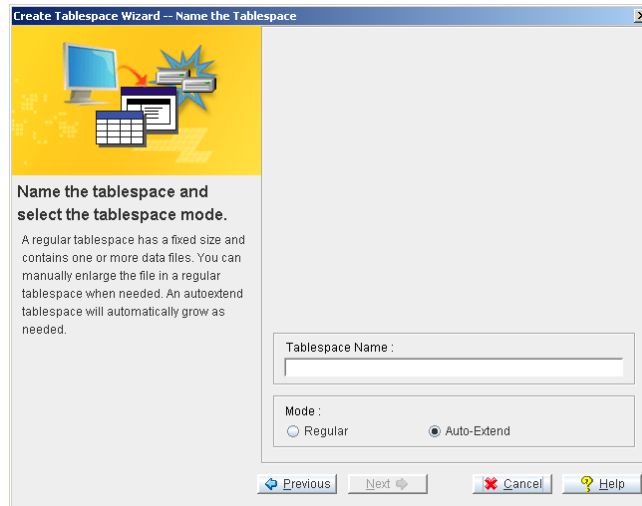 Create Tablespace Wizard -- Name the Tablespace
Name the tablespace and
select the tablespace mode.
A regular tablespace has a fixed size and
contains one or more data files. You can
manually enlarge the file in a regular
tablespace when needed. An autoextend
tablespace will automatically grow as
needed.
Tablespace Name :
Mode :
Regular
Auto-Extend
Previous
Next
Cancel
Help